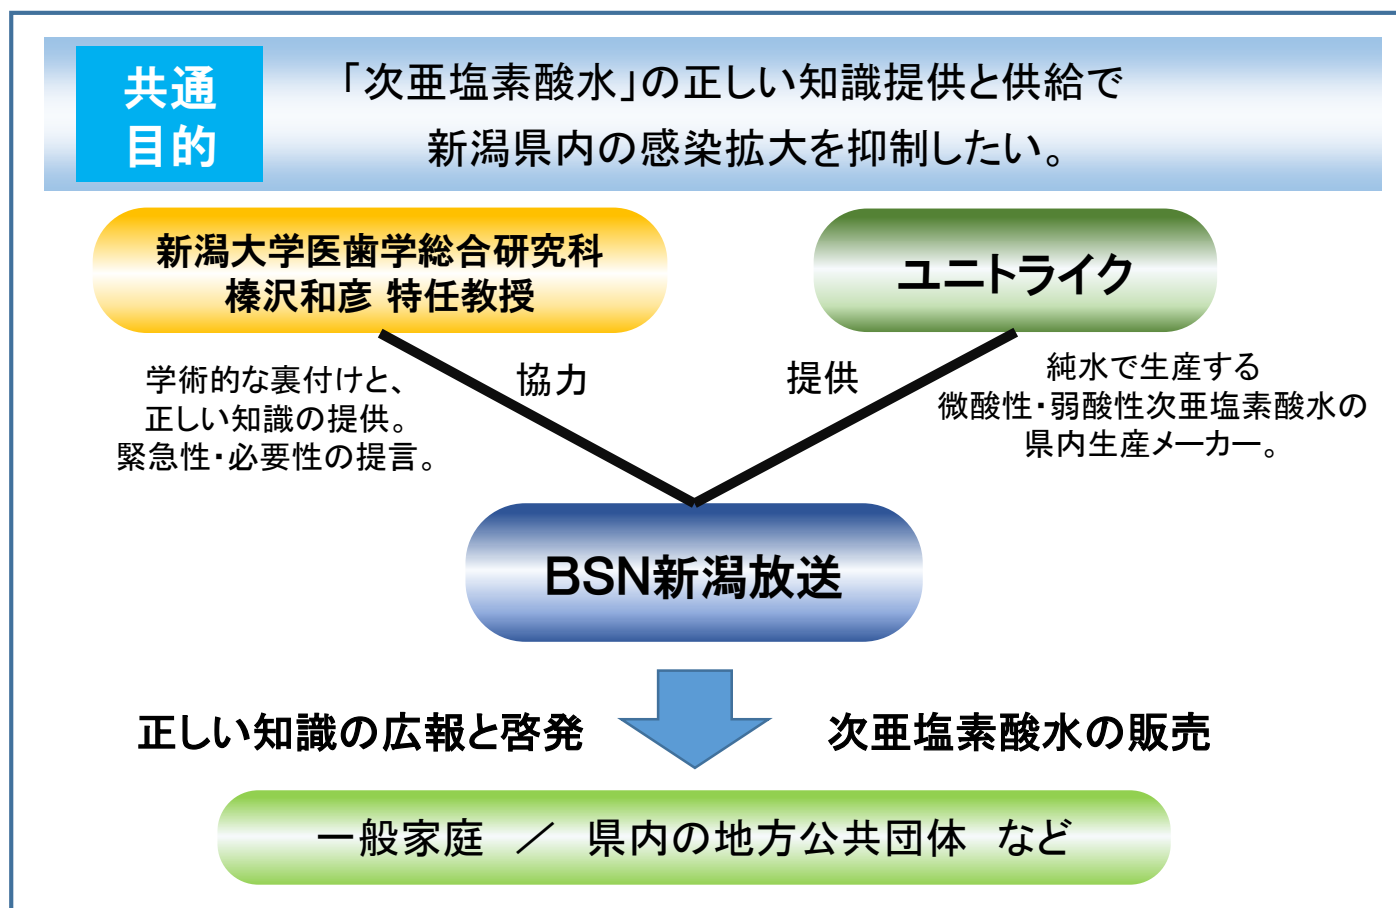 共通
目的
「次亜塩素酸水」の正しい知識提供と供給で
新潟県内の感染拡大を抑制したい。
新潟大学医歯学総合研究科
榛沢和彦 特任教授
ユニトライク
学術的な裏付けと、
正しい知識の提供。
緊急性・必要性の提言。
協力
提供
純水で生産する
微酸性・弱酸性次亜塩素酸水の
県内生産メーカー。
BSN新潟放送
正しい知識の広報と啓発
次亜塩素酸水の販売
一般家庭 ／ 県内の地方公共団体 など